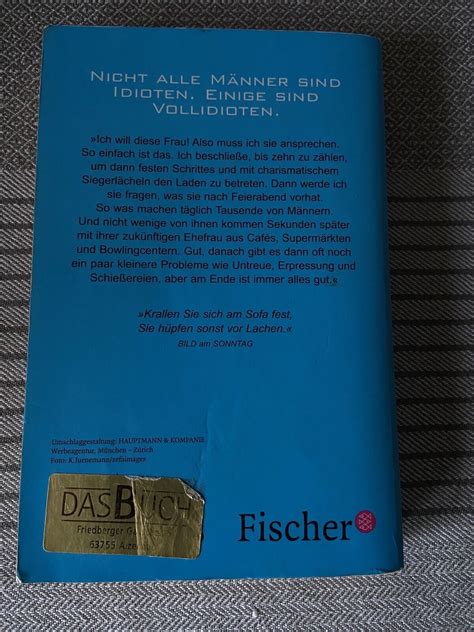 NICHT ALLE MÄNNER SIND
IDIOTEN. EINIGE SIND
VOLLIDIOTEN.
»Ich will diese Frau! Also muss ich sie ansprechen.
So einfach ist das. Ich beschließe, bis zehn zu zählen,
um dann festen Schrittes und mit charismatischem
Siegerlächeln den Laden zu betreten. Dann werde ich
sie fragen, was sie nach Feierabend vorhat.
So was machen täglich Tausende von Männern.
Und nicht wenige von ihnen kommen Sekunden später
mit ihrer zukünftigen Ehefrau aus Cafés, Supermärkten
und Bowlingcentern. Gut, danach gibt es dann oft noch
ein paar kleinere Probleme wie Untreue, Erpressung und
Schießereien, aber am Ende ist immer alles gut.«
»Krallen Sie sich am Sofa fest,
Sie hüpfen sonst vor Lachen.«
BILD am SONNTAG
Umschlaggestaltung: HAUPTMANN & KOMPANIE
Werbeagentur, München – Zürich
Foto: K.Juenemann/zefaimages
DASBUCH
Friedberger
63755
Fischer